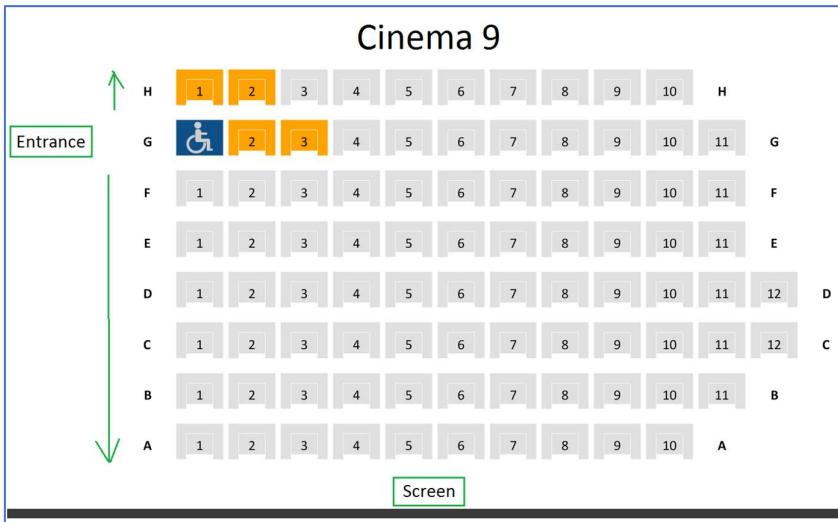 Cinema 9
H 1 2 3 4 5 6 7 8 9 10 H
Entrance
G 2 3 4 5 6 7 8 9 10 11 G
F 1 2 3 4 5 6 7 8 9 10 11 F
E 1 2 3 4 5 6 7 8 9 10 11 E
D 1 2 3 4 5 6 7 8 9 10 11 12 D
C 1 2 3 4 5 6 7 8 9 10 11 12 C
B 1 2 3 4 5 6 7 8 9 10 11 B
A 1 2 3 4 5 6 7 8 9 10 A
Screen